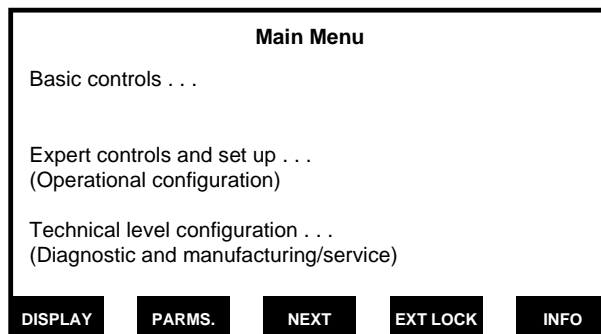 Main Menu
Basic controls . . .
Expert controls and set up . . .
(Operational configuration)
Technical level configuration . . .
(Diagnostic and manufacturing/service)
DISPLAY PARMS. NEXT EXT LOCK INFO